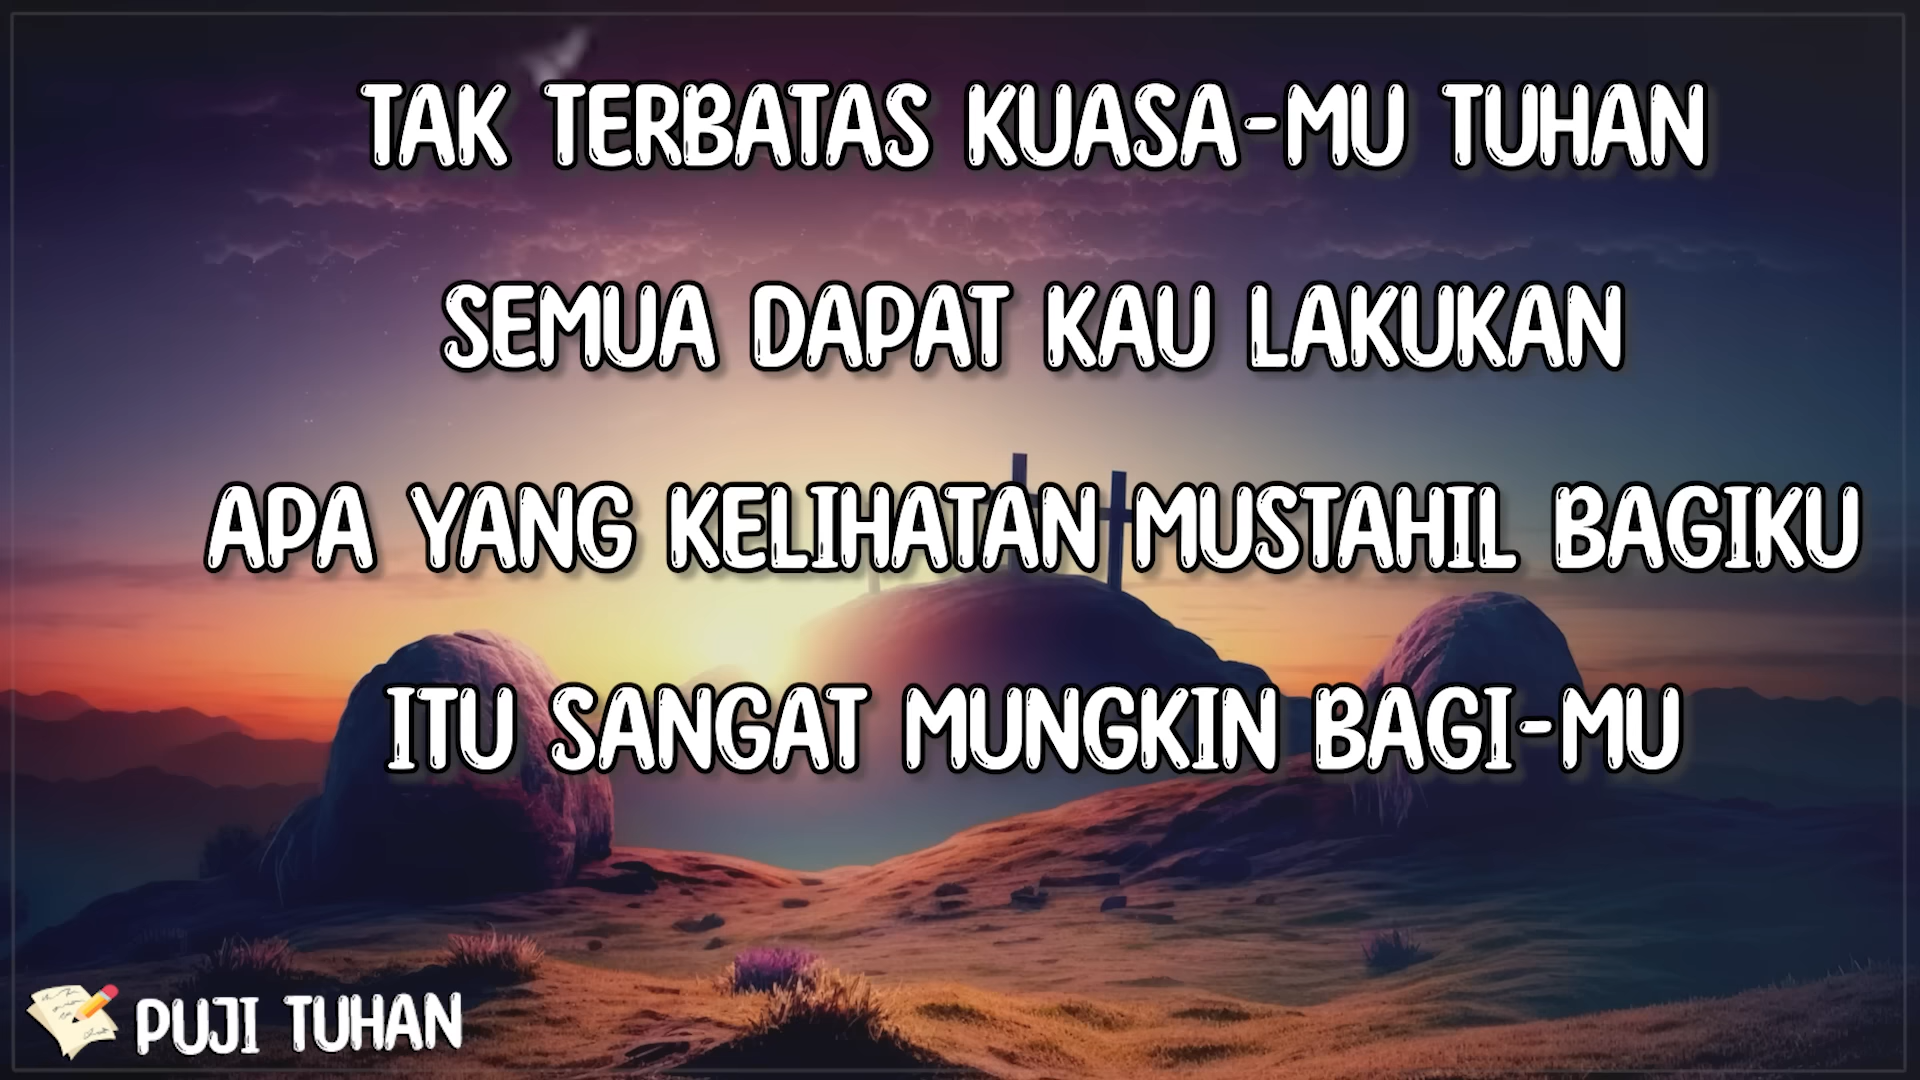 TAK TERBATAS KUASA-MU TUHAN
SEMUA DAPAT KAU LAKUKAN
APA YANG KELIHATAN MUSTAHIL BAGIKU
ITU SANGAT MUNGKIN BAGI-MU
PUJI TUHAN